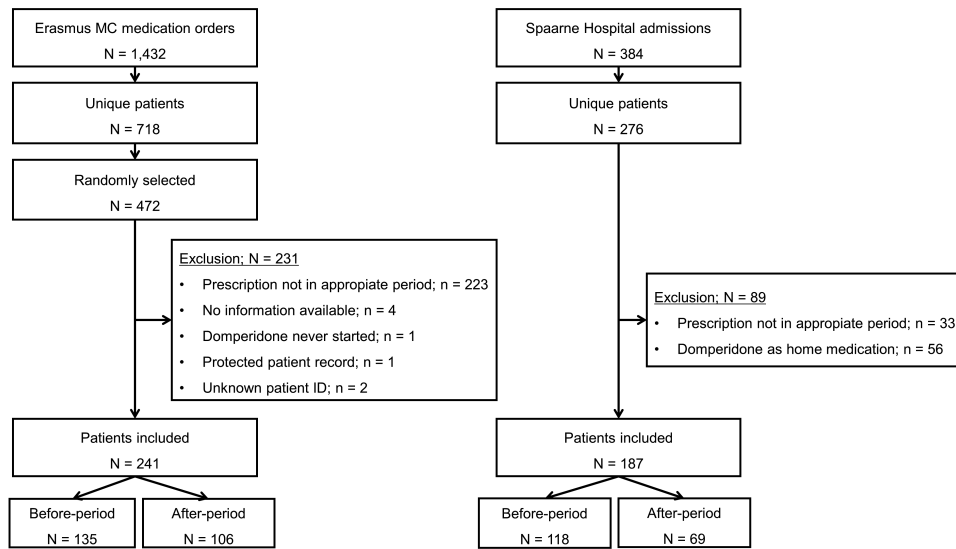 Erasmus MC medication orders
N = 1,432
Unique patients
N = 718
Randomly selected
N = 472
Exclusion; N = 231
• Prescription not in appropiate period; n = 223
• No information available; n = 4
• Domperidone never started; n = 1
• Protected patient record; n = 1
• Unknown patient ID; n = 2
Patients included
N = 241
Before-period
N = 135
After-period
N = 106
Spaarne Hospital admissions
N = 384
Unique patients
N = 276
Exclusion; N = 89
• Prescription not in appropiate period; n = 33
• Domperidone as home medication; n = 56
Patients included
N = 187
Before-period
N = 118
After-period
N = 69